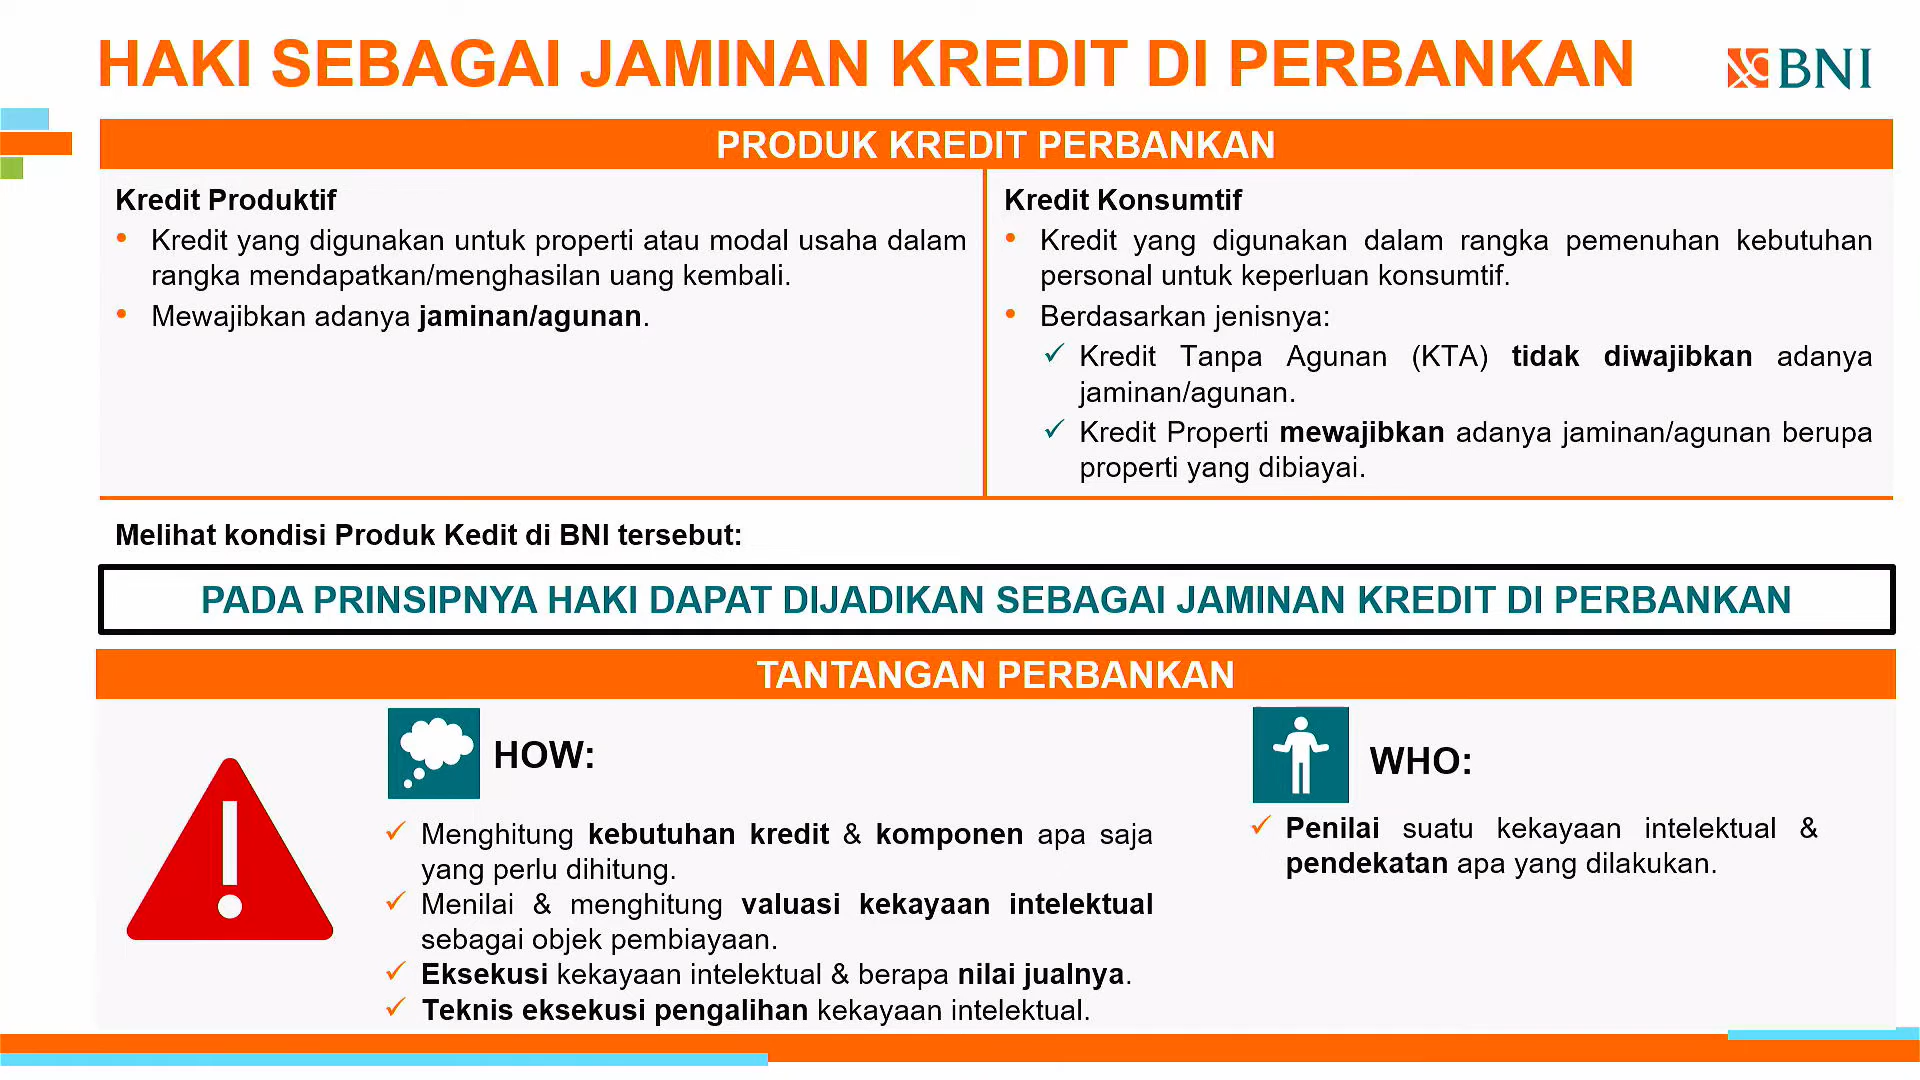 HAKI SEBAGAI JAMINAN KREDIT DI PERBANKAN
BNI
PRODUK KREDIT PERBANKAN
Kredit Produktif
• Kredit yang digunakan untuk properti atau modal usaha dalam
rangka mendapatkan/menghasilan uang kembali.
• Mewajibkan adanya jaminan/agunan.
Kredit Konsumtif
• Kredit yang digunakan dalam rangka pemenuhan kebutuhan
personal untuk keperluan konsumtif.
• Berdasarkan jenisnya:
✓ Kredit Tanpa Agunan (KTA) tidak diwajibkan adanya
jaminan/agunan.
✓ Kredit Properti mewajibkan adanya jaminan/agunan berupa
properti yang dibiayai.
Melihat kondisi Produk Kedit di BNI tersebut:
PADA PRINSIPNYA HAKI DAPAT DIJADIKAN SEBAGAI JAMINAN KREDIT DI PERBANKAN
TANTANGAN PERBANKAN
HOW:
✓ Menghitung kebutuhan kredit & komponen apa saja
yang perlu dihitung.
✓ Menilai & menghitung valuasi kekayaan intelektual
sebagai objek pembiayaan.
✓ Eksekusi kekayaan intelektual & berapa nilai jualnya.
✓ Teknis eksekusi pengalihan kekayaan intelektual.
WHO:
✓ Penilai suatu kekayaan intelektual &
pendekatan apa yang dilakukan.